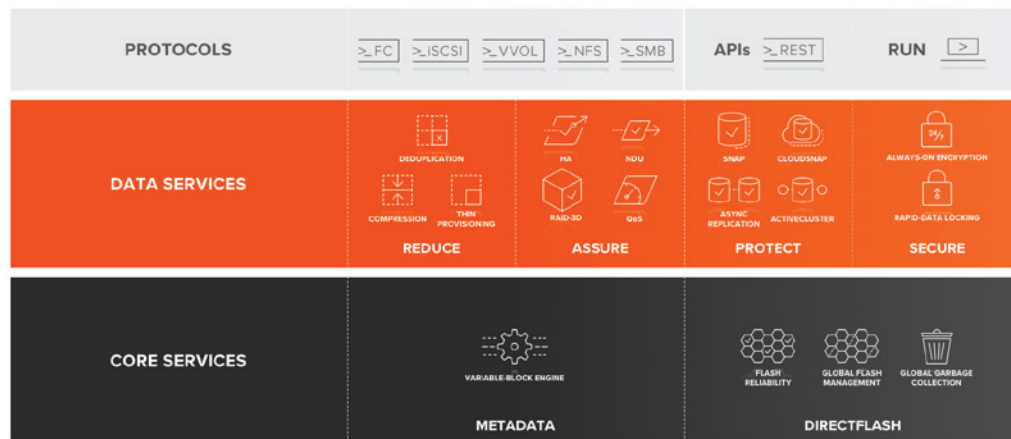 PROTOCOLS
>_FC >_iSCSI >_VVOL >_NFS >_SMB
APIs >_REST
RUN >
DATA SERVICES
DEDUPLICATION
COMPRESSION
THIN
PROVISIONING
REDUCE
HA
NDU
RAID-3D
QoS
ASSURE
SNAP
CLOUDSNAP
ASYNC
REPLICATION
ACTIVECLUSTER
PROTECT
24/7
ALWAYS-ON ENCRYPTION
RAPID-DATA LOCKING
SECURE
CORE SERVICES
VARIABLE-BLOCK ENGINE
METADATA
FLASH
RELIABILITY
GLOBAL FLASH
MANAGEMENT
GLOBAL GARBAGE
COLLECTION
DIRECTFLASH